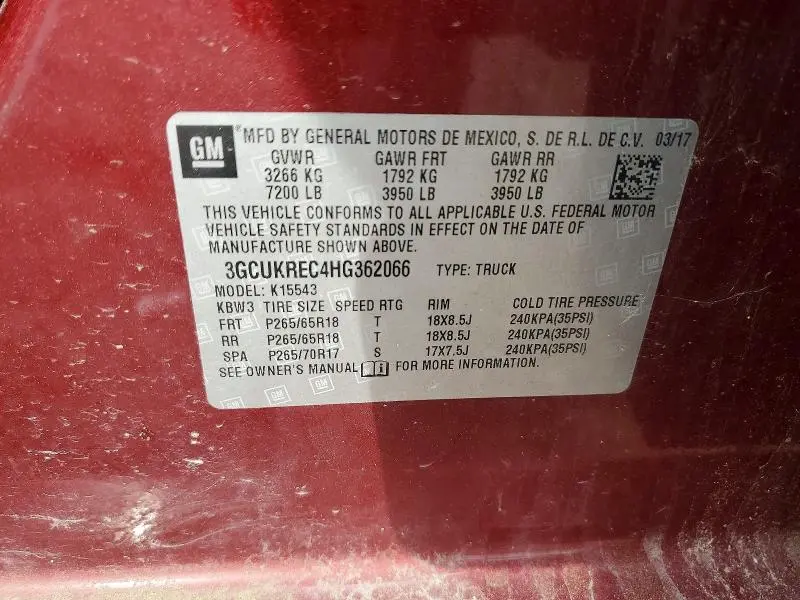 GM MFD BY GENERAL MOTORS DE MEXICO, S. DE R.L. DE C.V. 03/17
GVWR GAWR FRT GAWR RR
3266 KG 1792 KG 1792 KG
7200 LB 3950 LB 3950 LB
THIS VEHICLE CONFORMS TO ALL APPLICABLE U.S. FEDERAL MOTOR
VEHICLE SAFETY STANDARDS IN EFFECT ON THE DATE OF
MANUFACTURE SHOWN ABOVE.
3GCUKREC4HG362066 TYPE: TRUCK
MODEL: K15543
KBW3 TIRE SIZE SPEED RTG RIM COLD TIRE PRESSURE
FRT P265/65R18 T 18X8.5J 240KPA(35PSI)
RR P265/65R18 T 18X8.5J 240KPA(35PSI)
SPA P265/70R17 S 17X7.5J 240KPA(35PSI)
SEE OWNER'S MANUAL FOR MORE INFORMATION.